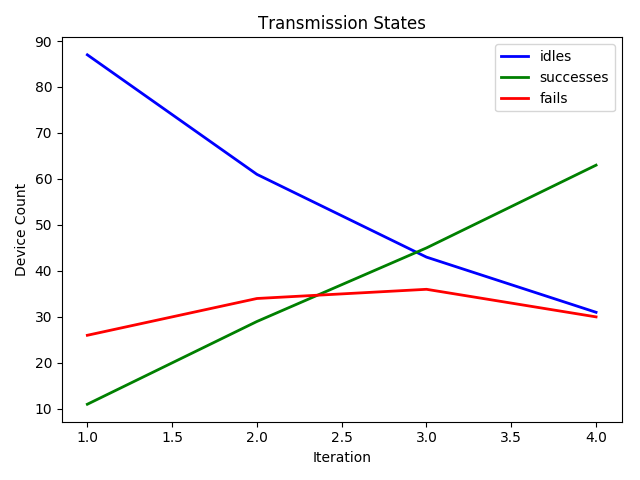 Transmission States
90
80
70
60
50
40
30
20
10
Device Count
idles
successes
fails
1.0 1.5 2.0 2.5 3.0 3.5 4.0
Iteration